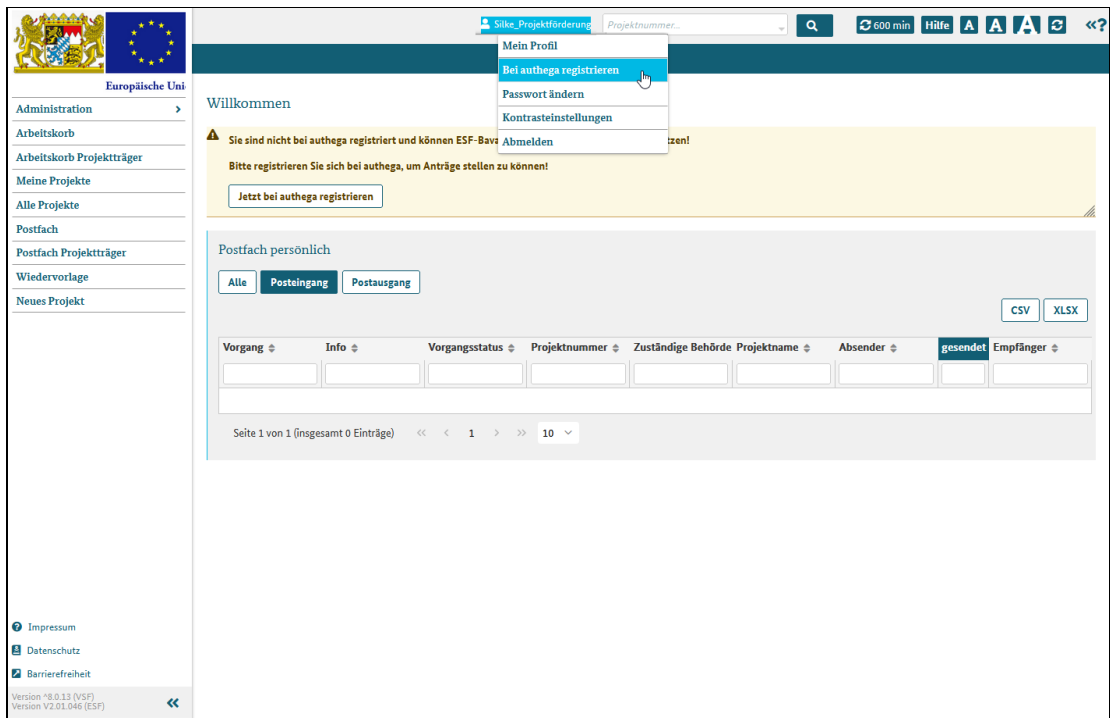 Silke_Projektförderung
Projektnummer...
600 min
Hilfe
A
A
A
«?
Mein Profil
Bei authega registrieren
Passwort ändern
Kontrasteinstellungen
Abmelden
Europäische Uni
Administration
Arbeitskorb
Arbeitskorb Projektträger
Meine Projekte
Alle Projekte
Postfach
Postfach Projektträger
Wiedervorlage
Neues Projekt
Willkommen
Sie sind nicht bei authega registriert und können ESF-Bava zen!
Bitte registrieren Sie sich bei authega, um Anträge stellen zu können!
Jetzt bei authega registrieren
Postfach persönlich
Alle Posteingang Postausgang
CSV XLSX
Vorgang Info Vorgangsstatus Projektnummer Zuständige Behörde Projektname Absender gesendet Empfänger
Seite 1 von 1 (insgesamt 0 Einträge) « < 1 > » 10
Impressum
Datenschutz
Barrierefreiheit
Version ^8.0.13 (VSF)
Version V2.01.046 (ESF)